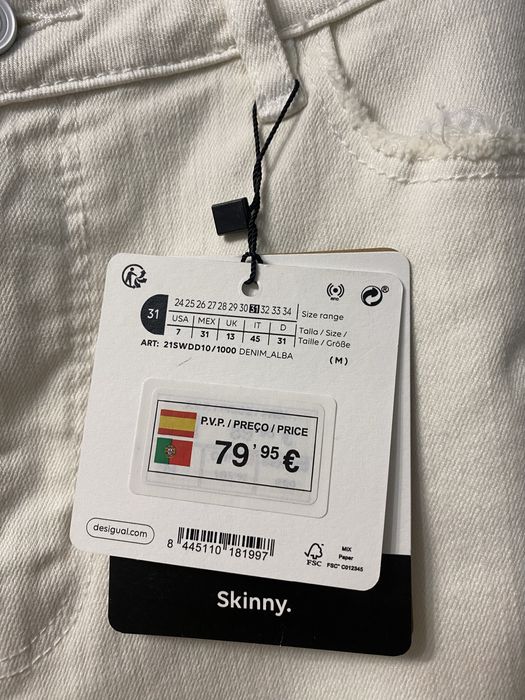 RFID
31
24 25 26 27 28 29 30 31 32 33 34 Size range
USA MEX UK IT D Talla / Size /
7 31 13 45 31 Taille / Größe
ART: 21SWDD10/1000 DENIM_ALBA (M)
P.V.P. / PREÇO / PRICE
79'95 €
desigual.com
8 445110 181997
FSC
MIX
Paper
FSC™ C012345
Skinny.